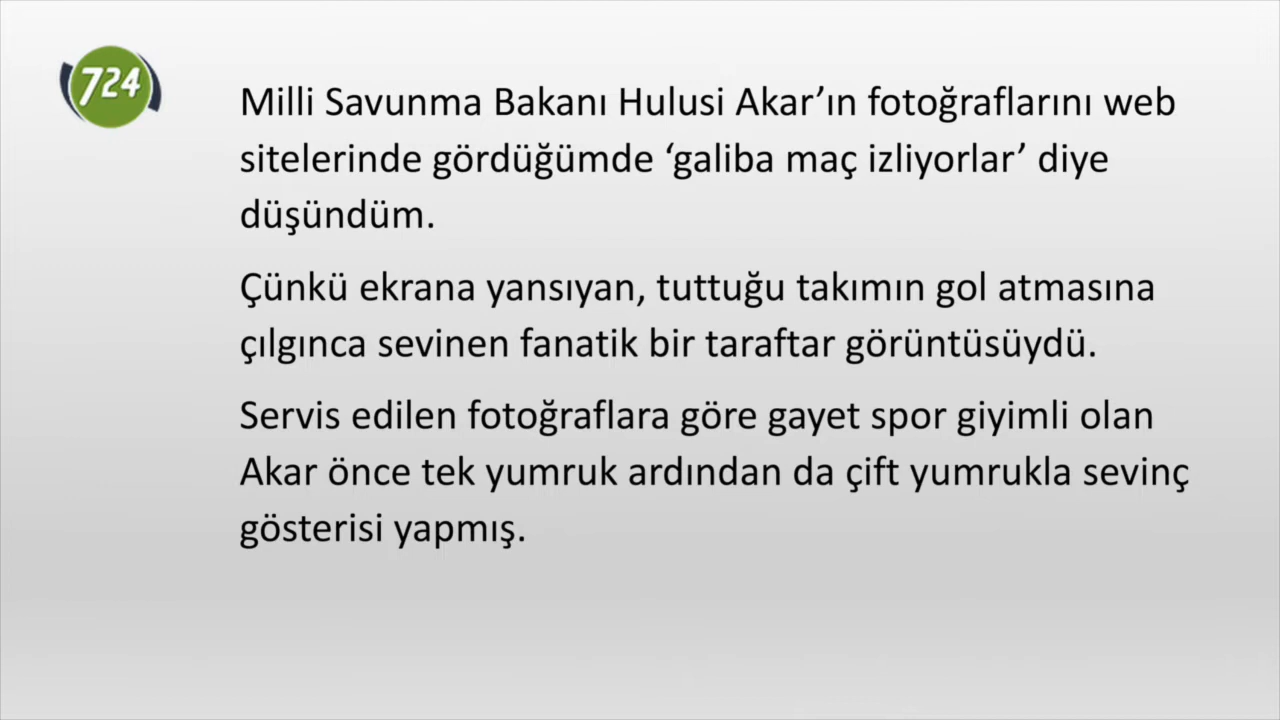 724
Milli Savunma Bakanı Hulusi Akar’ın fotoğraflarını web
sitelerinde gördüğümde ‘galiba maç izliyorlar’ diye
düşündüm.
Çünkü ekrana yansıyan, tuttuğu takımın gol atmasına
çılgınca sevinen fanatik bir taraftar görüntüsüydü.
Servis edilen fotoğraflara göre gayet spor giyimli olan
Akar önce tek yumruk ardından da çift yumrukla sevinç
gösterisi yapmış.